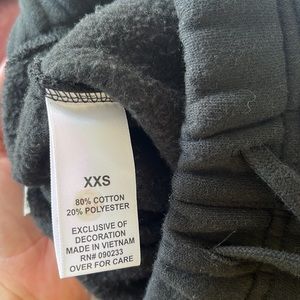 XXS
80% COTTON
20% POLYESTER
EXCLUSIVE OF
DECORATION
MADE IN VIETNAM
RN# 090233
OVER FOR CARE